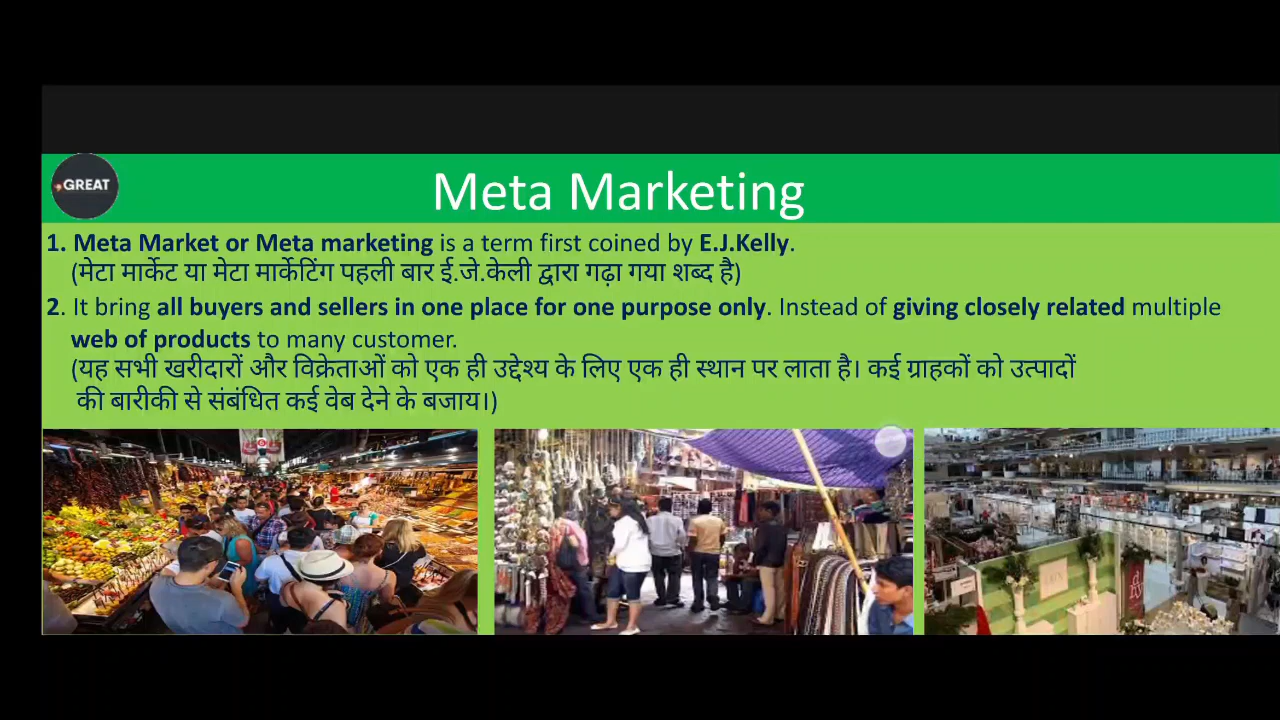 GREAT
Meta Marketing
1. Meta Market or Meta marketing is a term first coined by E.J.Kelly.
(मेटा मार्केट या मेटा मार्केटिंग पहली बार ई.जे.केली द्वारा गढ़ा गया शब्द है)
2. It bring all buyers and sellers in one place for one purpose only. Instead of giving closely related multiple
web of products to many customer.
(यह सभी खरीदारों और विक्रेताओं को एक ही उद्देश्य के लिए एक ही स्थान पर लाता है। कई ग्राहकों को उत्पादों
की बारीकी से संबंधित कई वेब देने के बजाय।)